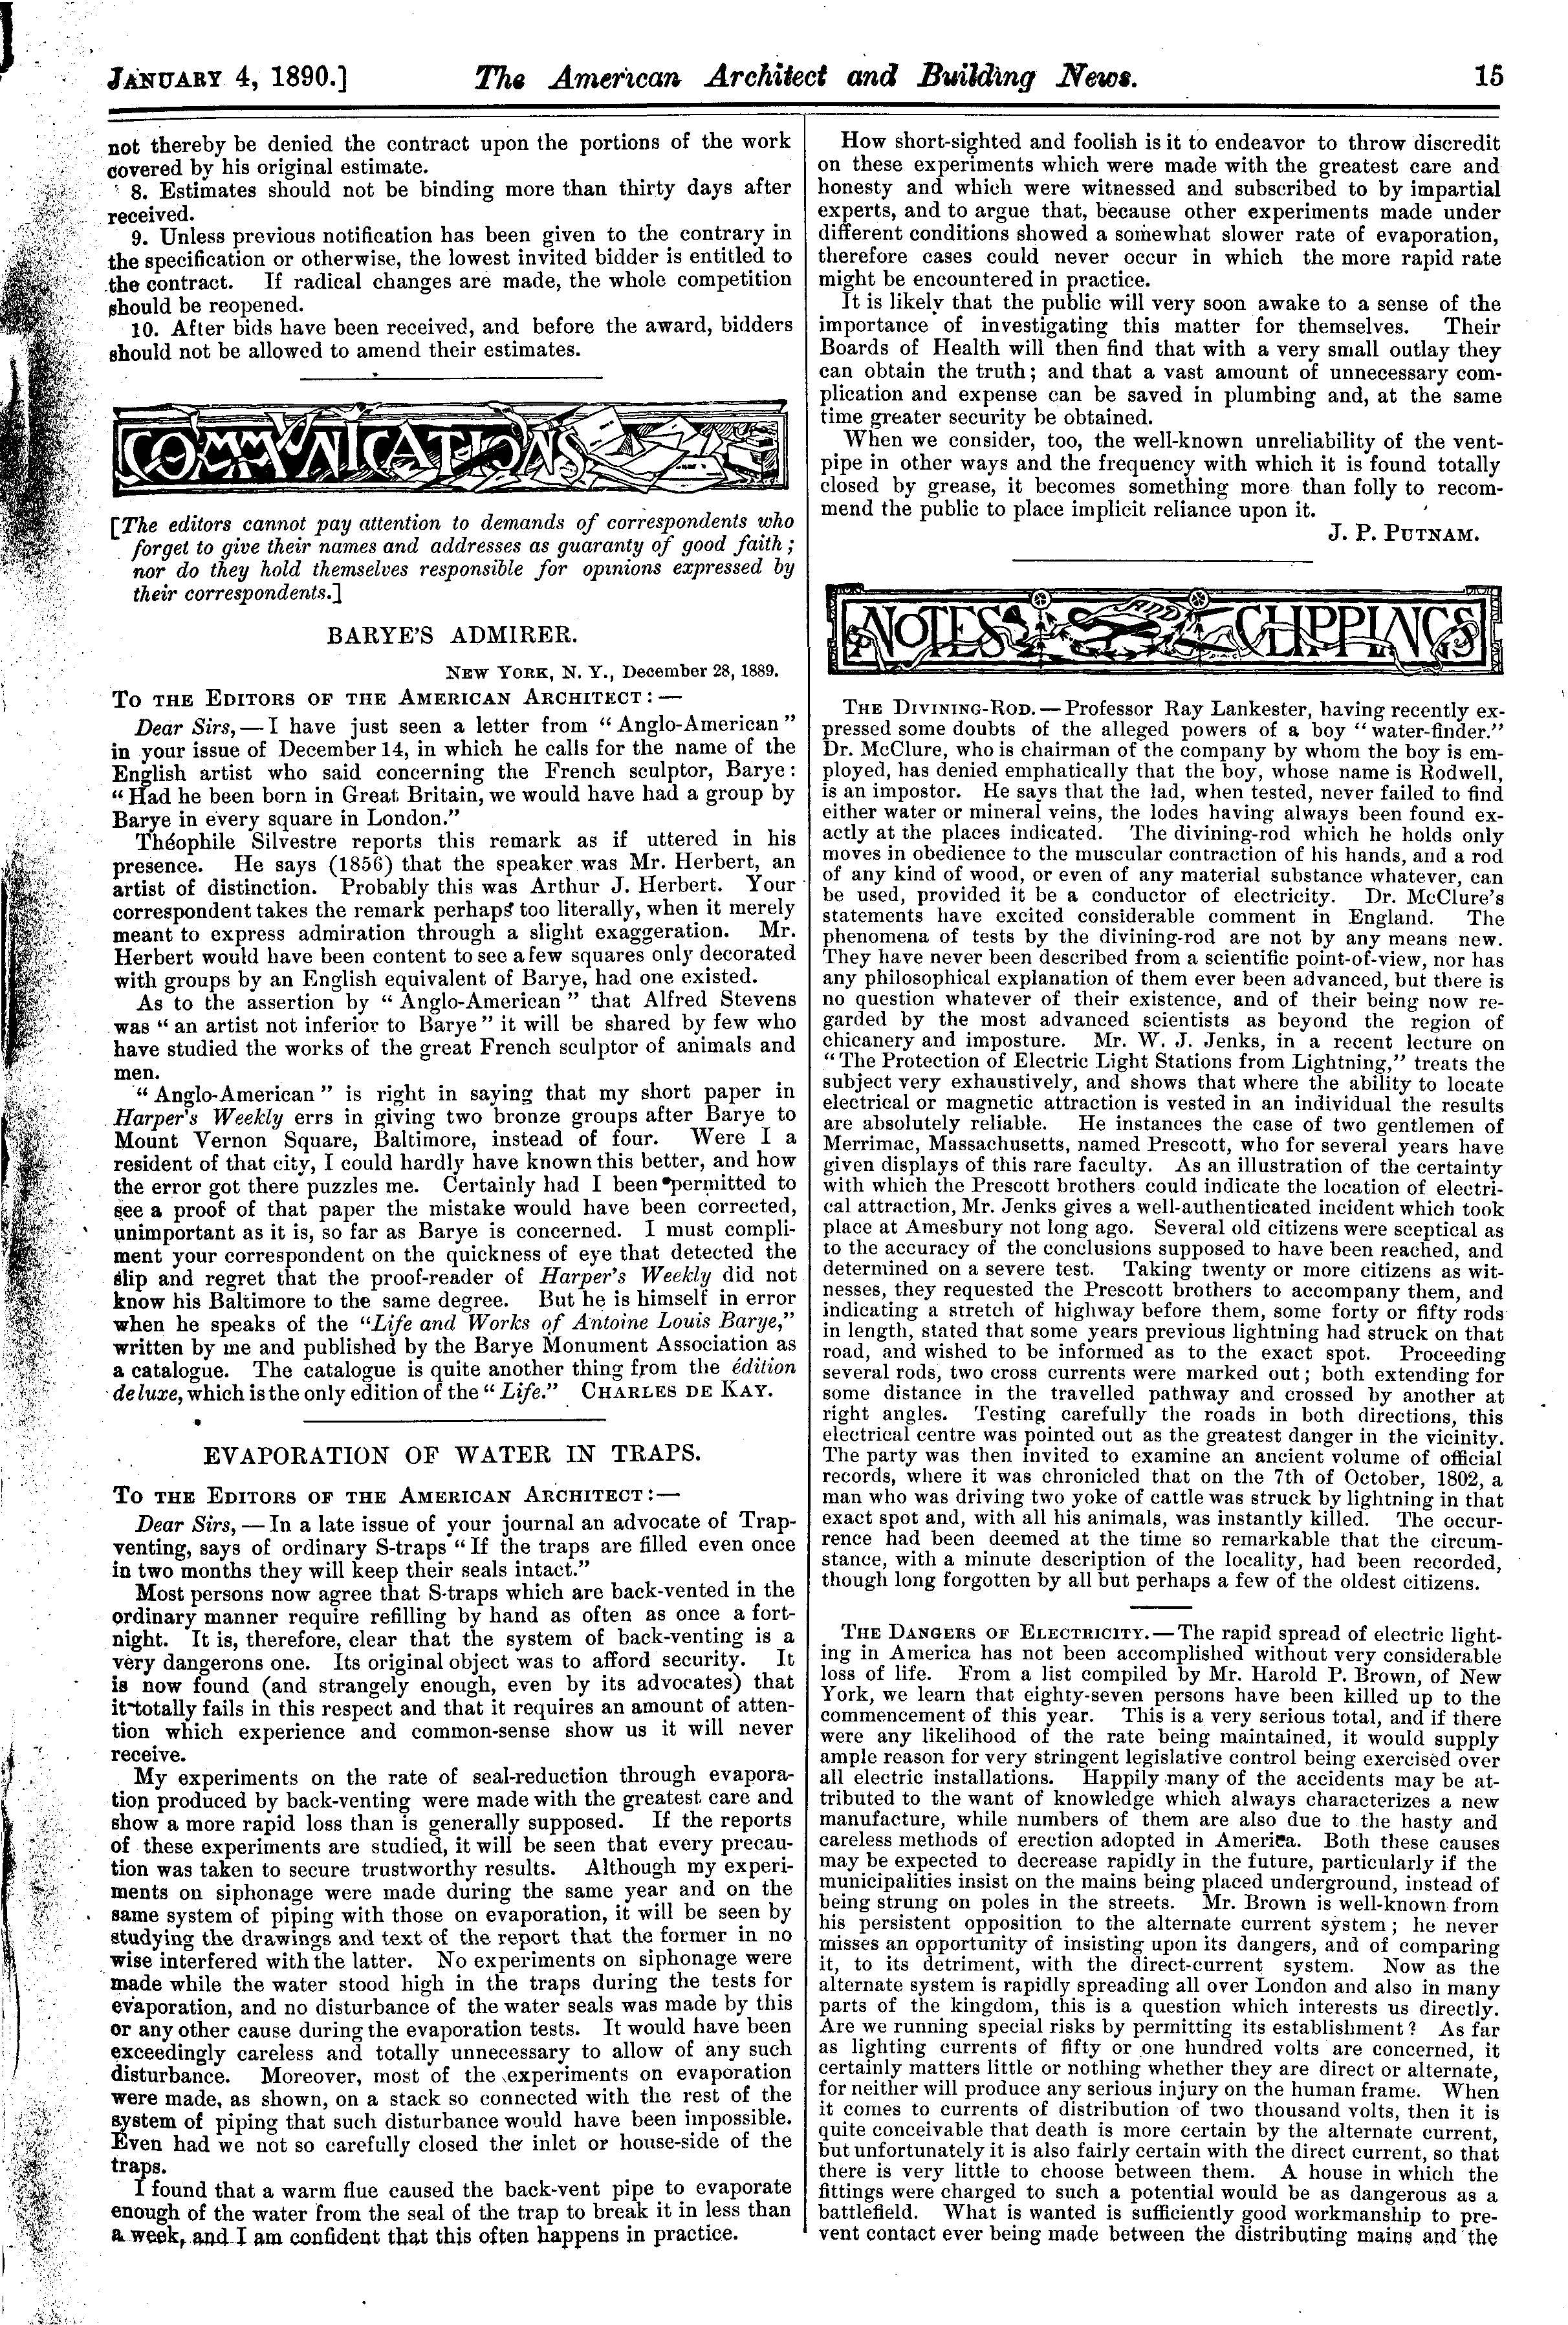 JANUARY 4, 1890.] The American Architect and Building News. 15
not thereby be denied the contract upon the portions of the work
covered by his original estimate.
8. Estimates should not be binding more than thirty days after
received.
9. Unless previous notification has been given to the contrary in
the specification or otherwise, the lowest invited bidder is entitled to
the contract. If radical changes are made, the whole competition
should be reopened.
10. After bids have been received, and before the award, bidders
should not be allowed to amend their estimates.
COMMUNICATIONS
[The editors cannot pay attention to demands of correspondents who
forget to give their names and addresses as guaranty of good faith;
nor do they hold themselves responsible for opinions expressed by
their correspondents.]
BARYE'S ADMIRER.
NEW YORK, N. Y., December 28, 1889.
TO THE EDITORS OF THE AMERICAN ARCHITECT:—
Dear Sirs,—I have just seen a letter from "Anglo-American"
in your issue of December 14, in which he calls for the name of the
English artist who said concerning the French sculptor, Barye:
"Had he been born in Great Britain, we would have had a group by
Barye in every square in London."
Théophile Silvestre reports this remark as if uttered in his
presence. He says (1856) that the speaker was Mr. Herbert, an
artist of distinction. Probably this was Arthur J. Herbert. Your
correspondent takes the remark perhaps too literally, when it merely
meant to express admiration through a slight exaggeration. Mr.
Herbert would have been content to see a few squares only decorated
with groups by an English equivalent of Barye, had one existed.
As to the assertion by "Anglo-American" that Alfred Stevens
was "an artist not inferior to Barye" it will be shared by few who
have studied the works of the great French sculptor of animals and
men.
"Anglo-American" is right in saying that my short paper in
Harper's Weekly errs in giving two bronze groups after Barye to
Mount Vernon Square, Baltimore, instead of four. Were I a
resident of that city, I could hardly have known this better, and how
the error got there puzzles me. Certainly had I been permitted to
see a proof of that paper the mistake would have been corrected,
unimportant as it is, so far as Barye is concerned. I must compli-
ment your correspondent on the quickness of eye that detected the
slip and regret that the proof-reader of Harper's Weekly did not
know his Baltimore to the same degree. But he is himself in error
when he speaks of the "Life and Works of Antoine Louis Barye,"
written by me and published by the Barye Monument Association as
a catalogue. The catalogue is quite another thing from the édition
de luxe, which is the only edition of the "Life." CHARLES DE KAY.
EVAPORATION OF WATER IN TRAPS.
TO THE EDITORS OF THE AMERICAN ARCHITECT:—
Dear Sirs,—In a late issue of your journal an advocate of Trap-
venting, says of ordinary S-traps "If the traps are filled even once
in two months they will keep their seals intact."
Most persons now agree that S-traps which are back-vented in the
ordinary manner require refilling by hand as often as once a fort-
night. It is, therefore, clear that the system of back-venting is a
very dangerons one. Its original object was to afford security. It
is now found (and strangely enough, even by its advocates) that
it totally fails in this respect and that it requires an amount of atten-
tion which experience and common-sense show us it will never
receive.
My experiments on the rate of seal-reduction through evapora-
tion produced by back-venting were made with the greatest care and
show a more rapid loss than is generally supposed. If the reports
of these experiments are studied, it will be seen that every precau-
tion was taken to secure trustworthy results. Although my experi-
ments on siphonage were made during the same year and on the
same system of piping with those on evaporation, it will be seen by
studying the drawings and text of the report that the former in no
wise interfered with the latter. No experiments on siphonage were
made while the water stood high in the traps during the tests for
evaporation, and no disturbance of the water seals was made by this
or any other cause during the evaporation tests. It would have been
exceedingly careless and totally unnecessary to allow of any such
disturbance. Moreover, most of the experiments on evaporation
were made, as shown, on a stack so connected with the rest of the
system of piping that such disturbance would have been impossible.
Even had we not so carefully closed the inlet or house-side of the
traps.
I found that a warm flue caused the back-vent pipe to evaporate
enough of the water from the seal of the trap to break it in less than
a week, and I am confident that this often happens in practice.
How short-sighted and foolish is it to endeavor to throw discredit
on these experiments which were made with the greatest care and
honesty and which were witnessed and subscribed to by impartial
experts, and to argue that, because other experiments made under
different conditions showed a somewhat slower rate of evaporation,
therefore cases could never occur in which the more rapid rate
might be encountered in practice.
It is likely that the public will very soon awake to a sense of the
importance of investigating this matter for themselves. Their
Boards of Health will then find that with a very small outlay they
can obtain the truth; and that a vast amount of unnecessary com-
plication and expense can be saved in plumbing and, at the same
time greater security be obtained.
When we consider, too, the well-known unreliability of the vent-
pipe in other ways and the frequency with which it is found totally
closed by grease, it becomes something more than folly to recom-
mend the public to place implicit reliance upon it.
J. P. PUTNAM.
NOTES AND CLIPPINGS
THE DIVINING-ROD.—Professor Ray Lankester, having recently ex-
pressed some doubts of the alleged powers of a boy "water-finder."
Dr. McClure, who is chairman of the company by whom the boy is em-
ployed, has denied emphatically that the boy, whose name is Rodwell,
is an impostor. He says that the lad, when tested, never failed to find
either water or mineral veins, the lodes having always been found ex-
actly at the places indicated. The divining-rod which he holds only
moves in obedience to the muscular contraction of his hands, and a rod
of any kind of wood, or even of any material substance whatever, can
be used, provided it be a conductor of electricity. Dr. McClure's
statements have excited considerable comment in England. The
phenomena of tests by the divining-rod are not by any means new.
They have never been described from a scientific point-of-view, nor has
any philosophical explanation of them ever been advanced, but there is
no question whatever of their existence, and of their being now re-
garded by the most advanced scientists as beyond the region of
chicanery and imposture. Mr. W. J. Jenks, in a recent lecture on
"The Protection of Electric Light Stations from Lightning," treats the
subject very exhaustively, and shows that where the ability to locate
electrical or magnetic attraction is vested in an individual the results
are absolutely reliable. He instances the case of two gentlemen of
Merrimac, Massachusetts, named Prescott, who for several years have
given displays of this rare faculty. As an illustration of the certainty
with which the Prescott brothers could indicate the location of electri-
cal attraction, Mr. Jenks gives a well-authenticated incident which took
place at Amesbury not long ago. Several old citizens were sceptical as
to the accuracy of the conclusions supposed to have been reached, and
determined on a severe test. Taking twenty or more citizens as wit-
nesses, they requested the Prescott brothers to accompany them, and
indicating a stretch of highway before them, some forty or fifty rods
in length, stated that some years previous lightning had struck on that
road, and wished to be informed as to the exact spot. Proceeding
several rods, two cross currents were marked out; both extending for
some distance in the travelled pathway and crossed by another at
right angles. Testing carefully the roads in both directions, this
electrical centre was pointed out as the greatest danger in the vicinity.
The party was then invited to examine an ancient volume of official
records, where it was chronicled that on the 7th of October, 1802, a
man who was driving two yoke of cattle was struck by lightning in that
exact spot and, with all his animals, was instantly killed. The occur-
rence had been deemed at the time so remarkable that the circum-
stance, with a minute description of the locality, had been recorded,
though long forgotten by all but perhaps a few of the oldest citizens.
THE DANGERS OF ELECTRICITY.—The rapid spread of electric light-
ing in America has not been accomplished without very considerable
loss of life. From a list compiled by Mr. Harold P. Brown, of New
York, we learn that eighty-seven persons have been killed up to the
commencement of this year. This is a very serious total, and if there
were any likelihood of the rate being maintained, it would supply
ample reason for very stringent legislative control being exercised over
all electric installations. Happily many of the accidents may be at-
tributed to the want of knowledge which always characterizes a new
manufacture, while numbers of them are also due to the hasty and
careless methods of erection adopted in America. Both these causes
may be expected to decrease rapidly in the future, particularly if the
municipalities insist on the mains being placed underground, instead of
being strung on poles in the streets. Mr. Brown is well-known from
his persistent opposition to the alternate current system; he never
misses an opportunity of insisting upon its dangers, and of comparing
it, to its detriment, with the direct-current system. Now as the
alternate system is rapidly spreading all over London and also in many
parts of the kingdom, this is a question which interests us directly.
Are we running special risks by permitting its establishment? As far
as lighting currents of fifty or one hundred volts are concerned, it
certainly matters little or nothing whether they are direct or alternate,
for neither will produce any serious injury on the human frame. When
it comes to currents of distribution of two thousand volts, then it is
quite conceivable that death is more certain by the alternate current,
but unfortunately it is also fairly certain with the direct current, so that
there is very little to choose between them. A house in which the
fittings were charged to such a potential would be as dangerous as a
battlefield. What is wanted is sufficiently good workmanship to pre-
vent contact ever being made between the distributing mains and the